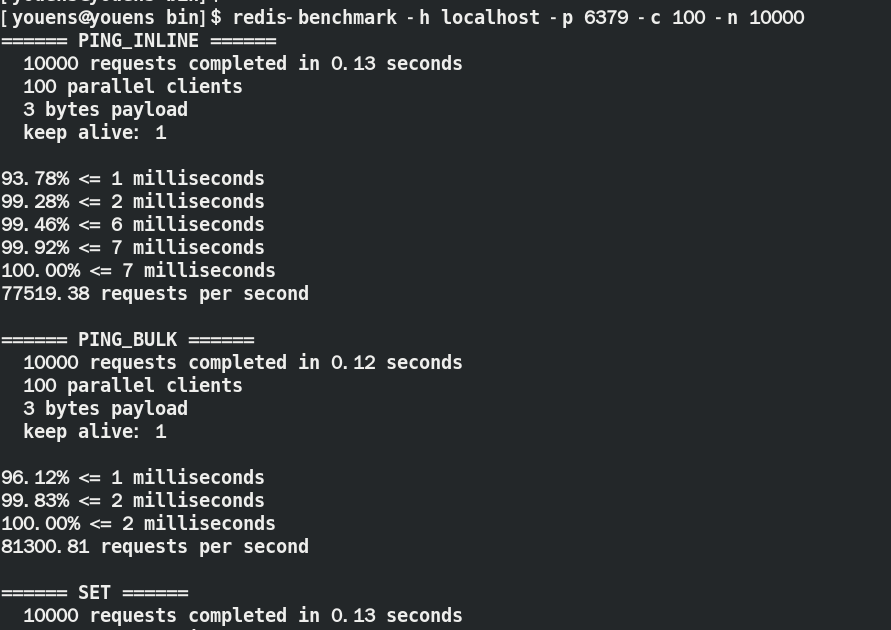 [youens@youens bin]$ redis-benchmark -h localhost -p 6379 -c 100 -n 10000
====== PING_INLINE ======
  10000 requests completed in 0.13 seconds
  100 parallel clients
  3 bytes payload
  keep alive: 1

93.78% <= 1 milliseconds
99.28% <= 2 milliseconds
99.46% <= 6 milliseconds
99.92% <= 7 milliseconds
100.00% <= 7 milliseconds
77519.38 requests per second

====== PING_BULK ======
  10000 requests completed in 0.12 seconds
  100 parallel clients
  3 bytes payload
  keep alive: 1

96.12% <= 1 milliseconds
99.83% <= 2 milliseconds
100.00% <= 2 milliseconds
81300.81 requests per second

====== SET ======
  10000 requests completed in 0.13 seconds